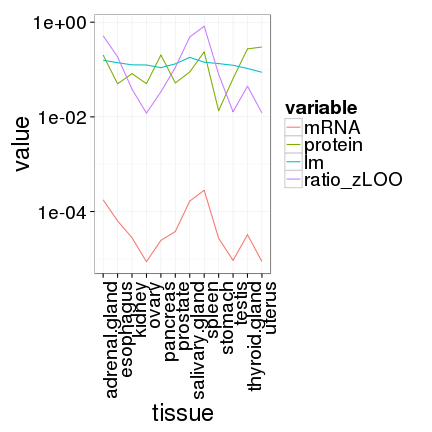 1e+00
1e-02
1e-04
value
adrenal.gland
esophagus
kidney
ovary
pancreas
prostate
salivary.gland
spleen
stomach
testis
thyroid.gland
uterus
tissue
variable
mRNA
protein
lm
ratio_zLOO